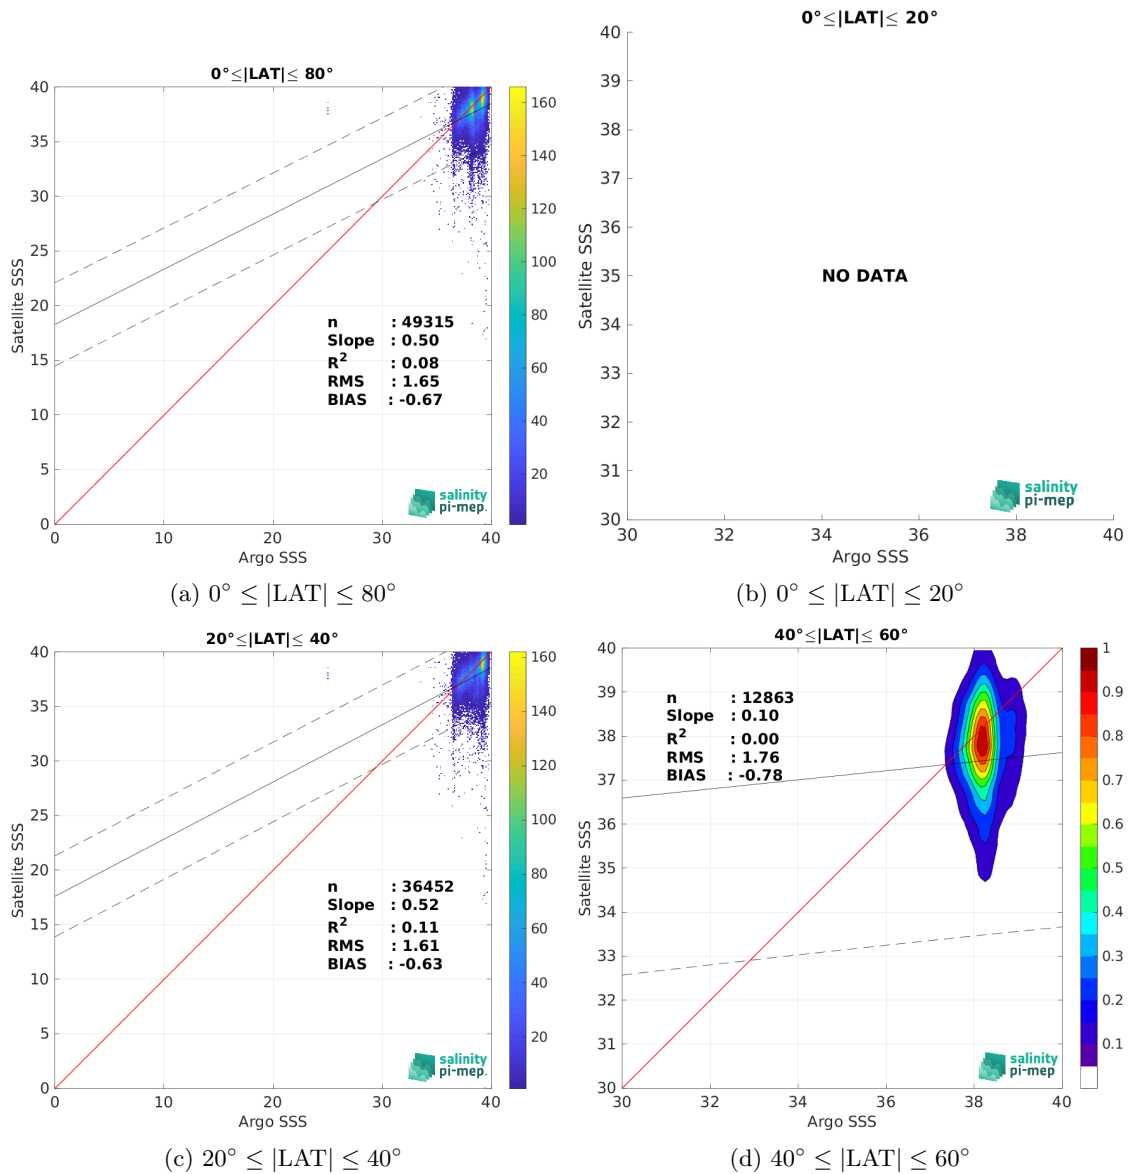 0°≤|LAT|≤ 80°
40
35
30
25
20
15
10
5
0
Satellite SSS
0
10
20
30
40
Argo SSS
160
140
120
100
80
60
40
20
n : 49315
Slope : 0.50
R² : 0.08
RMS : 1.65
BIAS : -0.67
salinity
pi-mep.
(a) 0° ≤ |LAT| ≤ 80°
0°≤|LAT|≤ 20°
40
39
38
37
36
35
34
33
32
31
30
Satellite SSS
NO DATA
30
32
34
36
38
40
Argo SSS
salinity
pi-mep
(b) 0° ≤ |LAT| ≤ 20°
20°≤|LAT|≤ 40°
40
35
30
25
20
15
10
5
0
Satellite SSS
0
10
20
30
40
Argo SSS
160
140
120
100
80
60
40
20
n : 36452
Slope : 0.52
R² : 0.11
RMS : 1.61
BIAS : -0.63
salinity
pi-mep.
(c) 20° ≤ |LAT| ≤ 40°
40°≤|LAT|≤ 60°
40
39
38
37
36
35
34
33
32
31
30
Satellite SSS
30
32
34
36
38
40
Argo SSS
1
0.9
0.8
0.7
0.6
0.5
0.4
0.3
0.2
0.1
n : 12863
Slope : 0.10
R² : 0.00
RMS : 1.76
BIAS : -0.78
salinity
pi-mep
(d) 40° ≤ |LAT| ≤ 60°